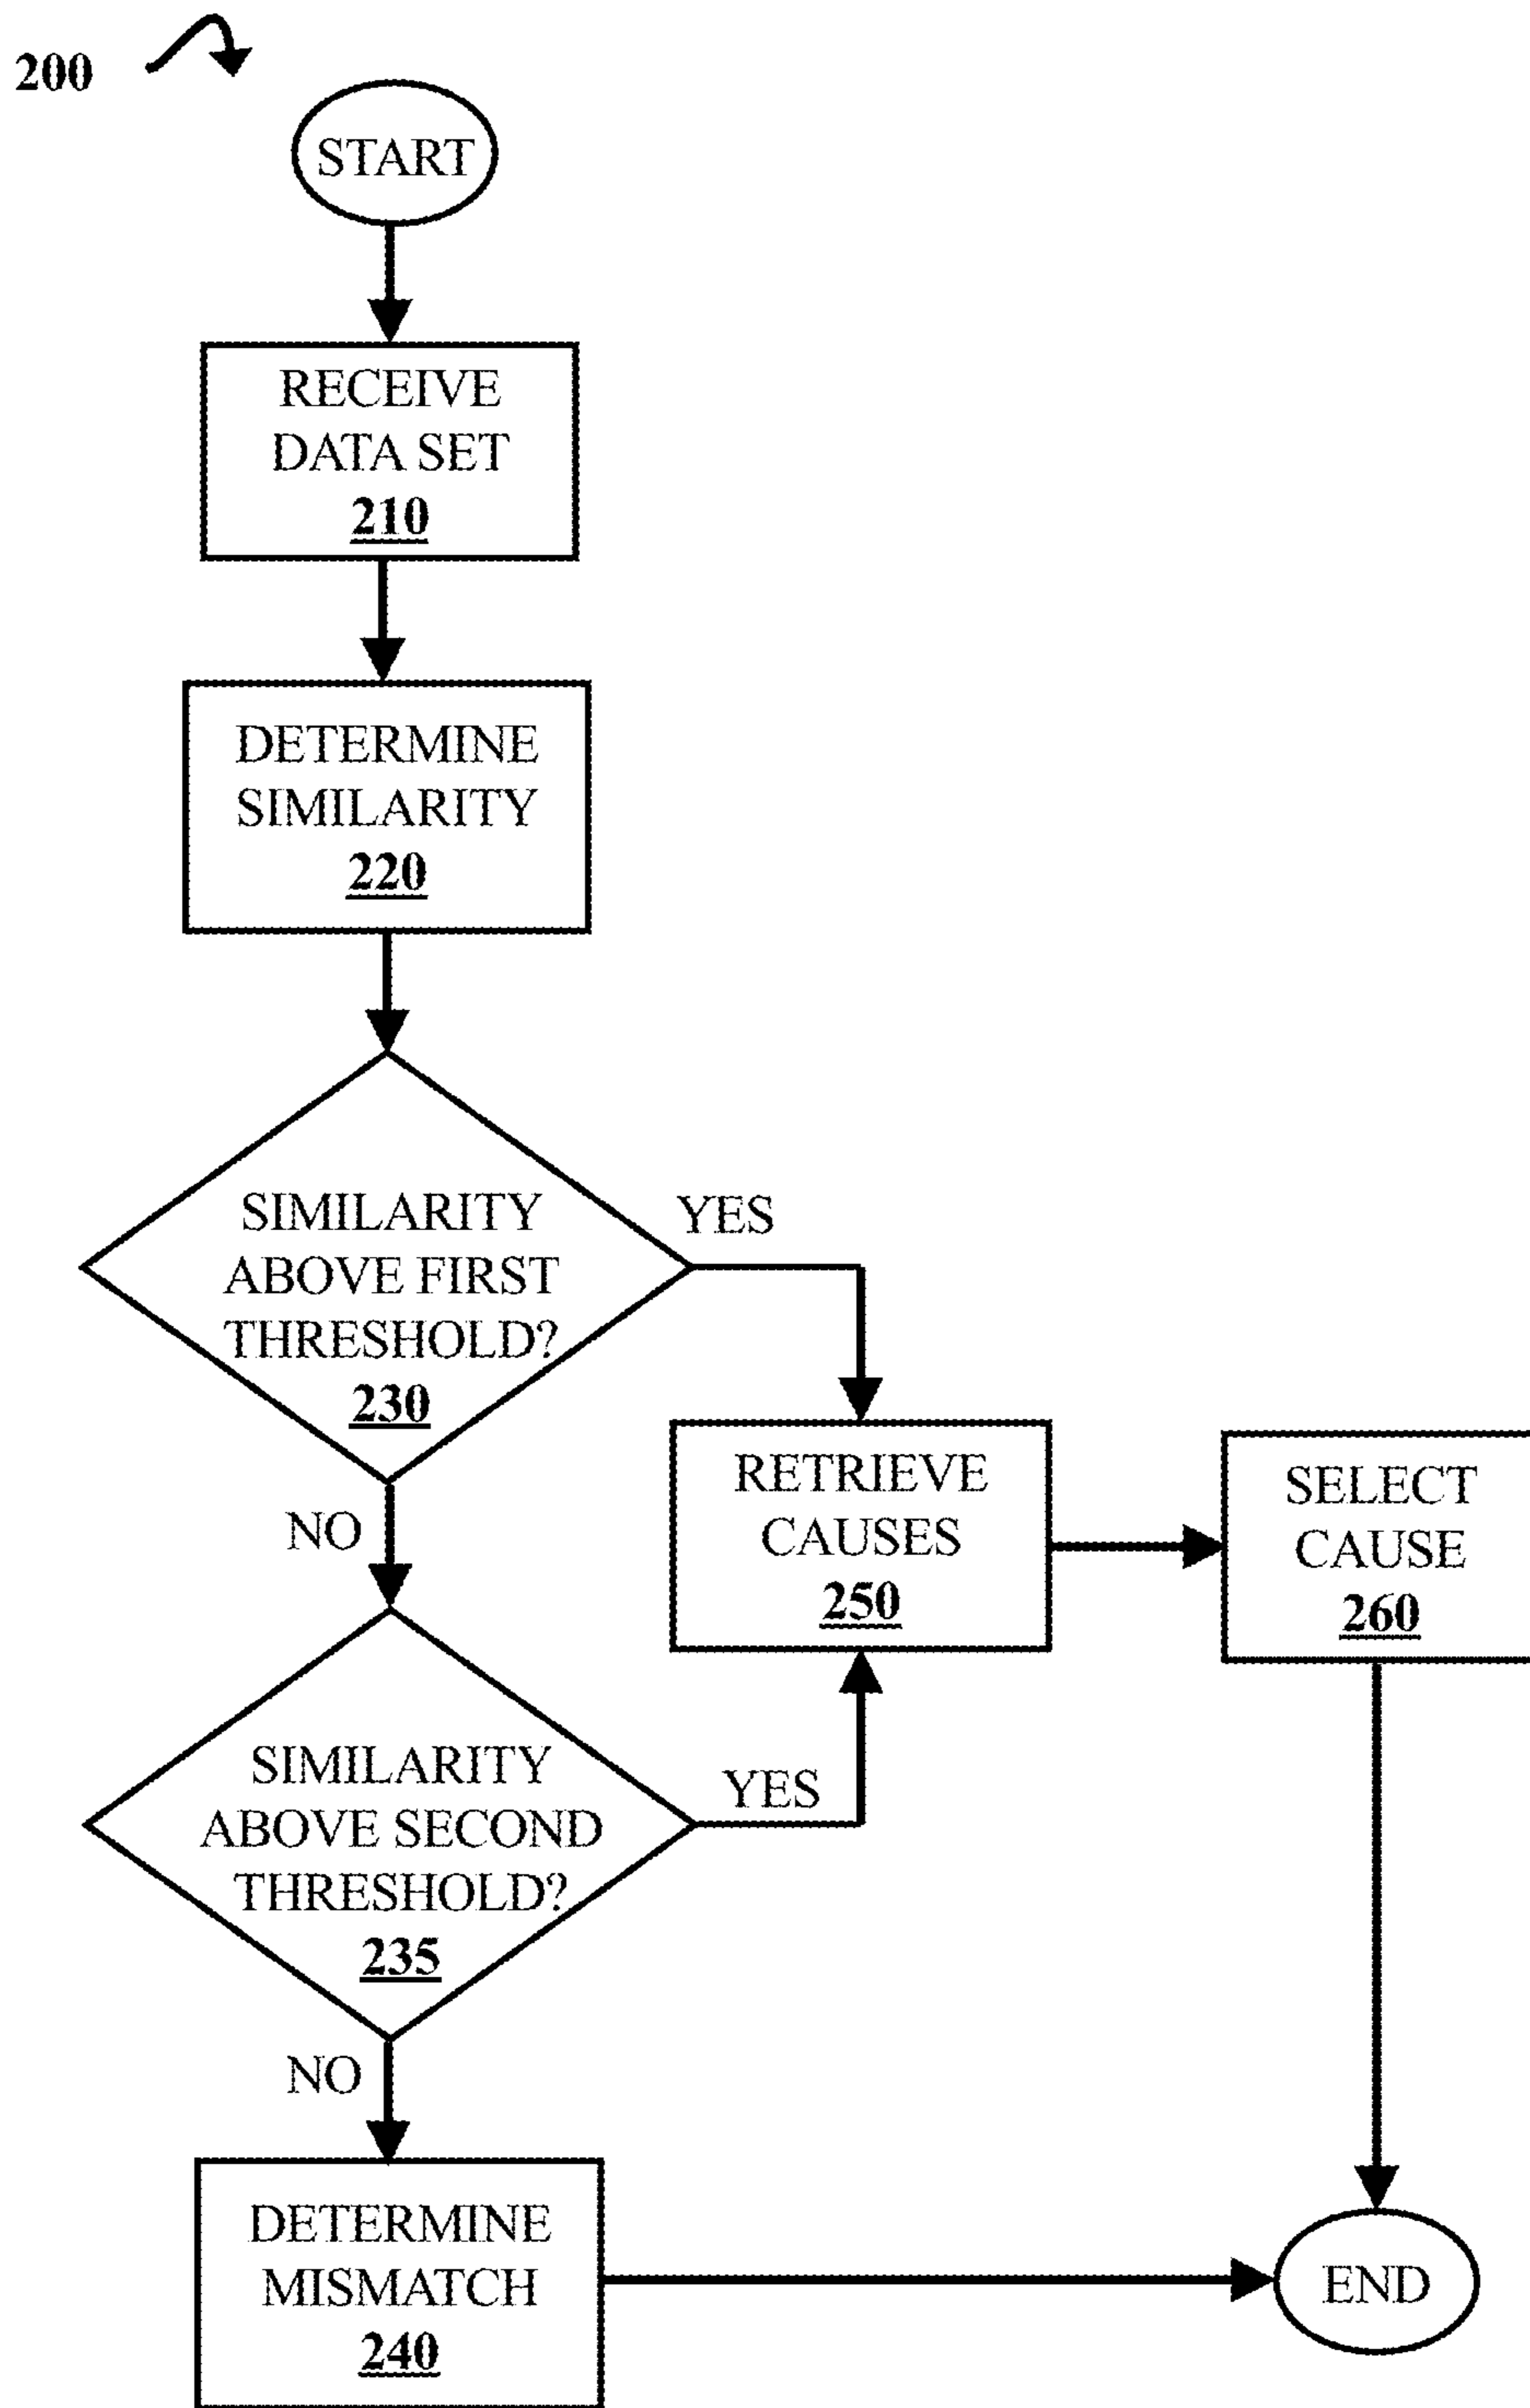 200
START
RECEIVE
DATA SET
210
DETERMINE
SIMILARITY
220
SIMILARITY
ABOVE FIRST
THRESHOLD?
230
YES
NO
RETRIEVE
CAUSES
250
SELECT
CAUSE
260
SIMILARITY
ABOVE SECOND
THRESHOLD?
235
YES
NO
DETERMINE
MISMATCH
240
END